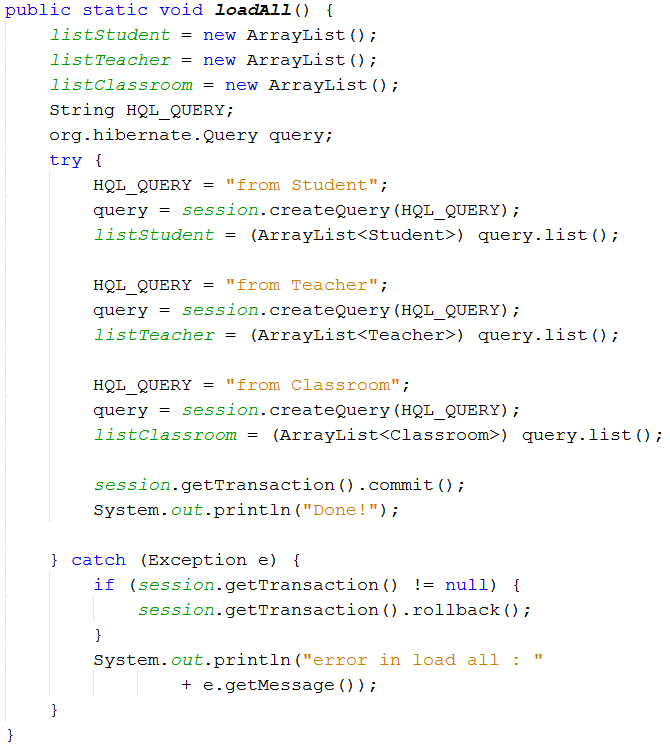 public static void loadAll() {
    listStudent = new ArrayList();
    listTeacher = new ArrayList();
    listClassroom = new ArrayList();
    String HQL_QUERY;
    org.hibernate.Query query;
    try {
        HQL_QUERY = "from Student";
        query = session.createQuery(HQL_QUERY);
        listStudent = (ArrayList<Student>) query.list();

        HQL_QUERY = "from Teacher";
        query = session.createQuery(HQL_QUERY);
        listTeacher = (ArrayList<Teacher>) query.list();

        HQL_QUERY = "from Classroom";
        query = session.createQuery(HQL_QUERY);
        listClassroom = (ArrayList<Classroom>) query.list();

        session.getTransaction().commit();
        System.out.println("Done!");

    } catch (Exception e) {
        if (session.getTransaction() != null) {
            session.getTransaction().rollback();
        }
        System.out.println("error in load all : "
                + e.getMessage());
    }
}